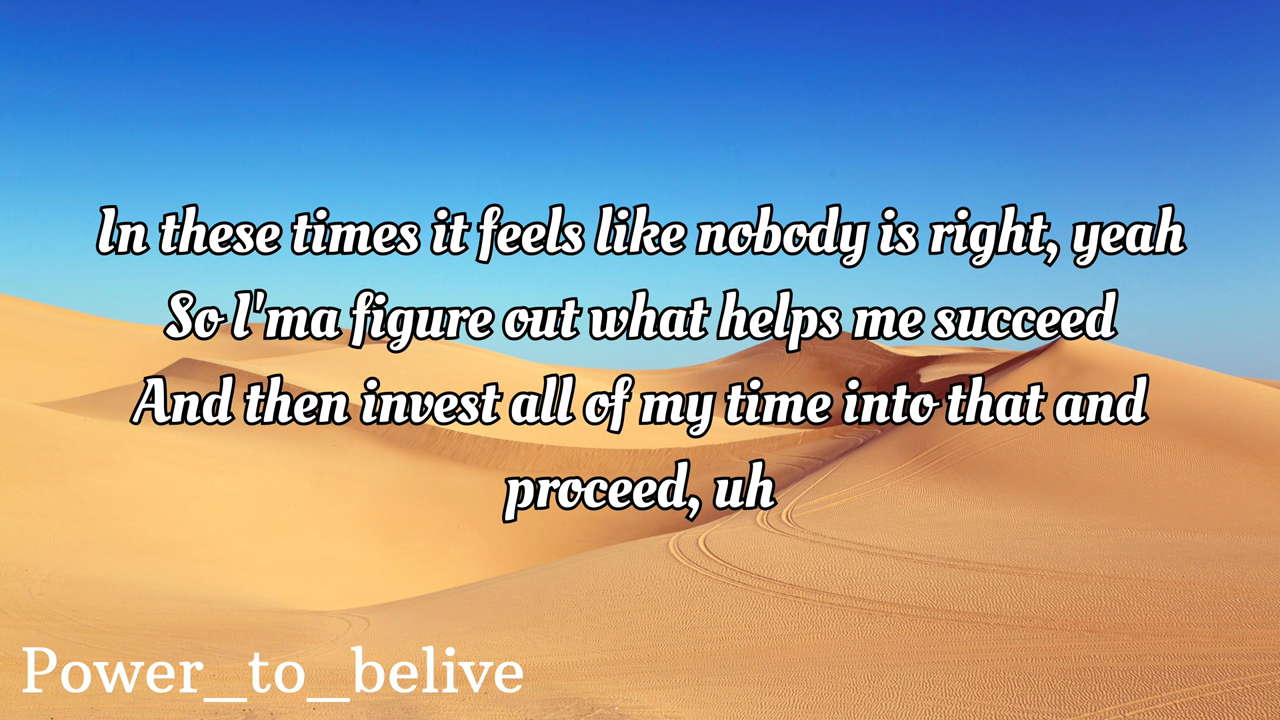 In these times it feels like nobody is right, yeah
So I'ma figure out what helps me succeed
And then invest all of my time into that and
proceed, uh
Power_to_belive